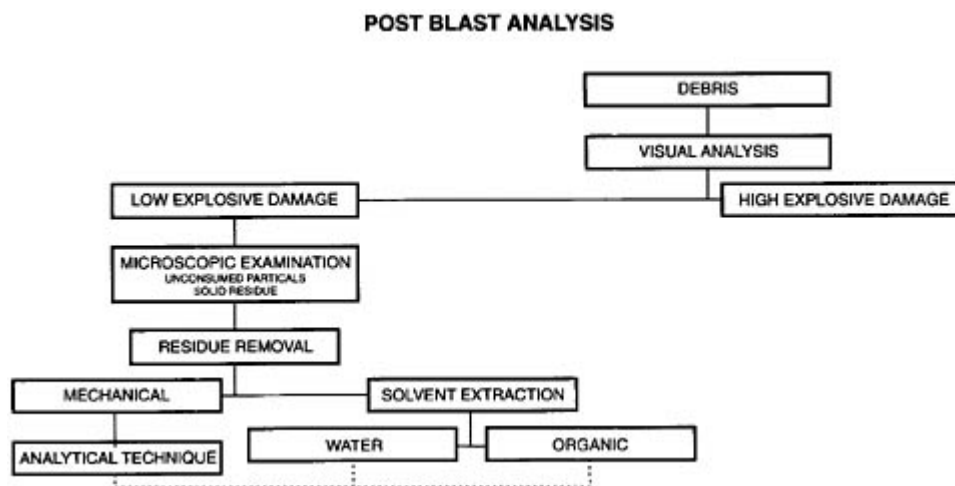 POST BLAST ANALYSIS
DEBRIS
VISUAL ANALYSIS
LOW EXPLOSIVE DAMAGE
HIGH EXPLOSIVE DAMAGE
MICROSCOPIC EXAMINATION
UNCONSUMED PARTICALS
SOLID RESIDUE
RESIDUE REMOVAL
MECHANICAL
SOLVENT EXTRACTION
ANALYTICAL TECHNIQUE
WATER
ORGANIC